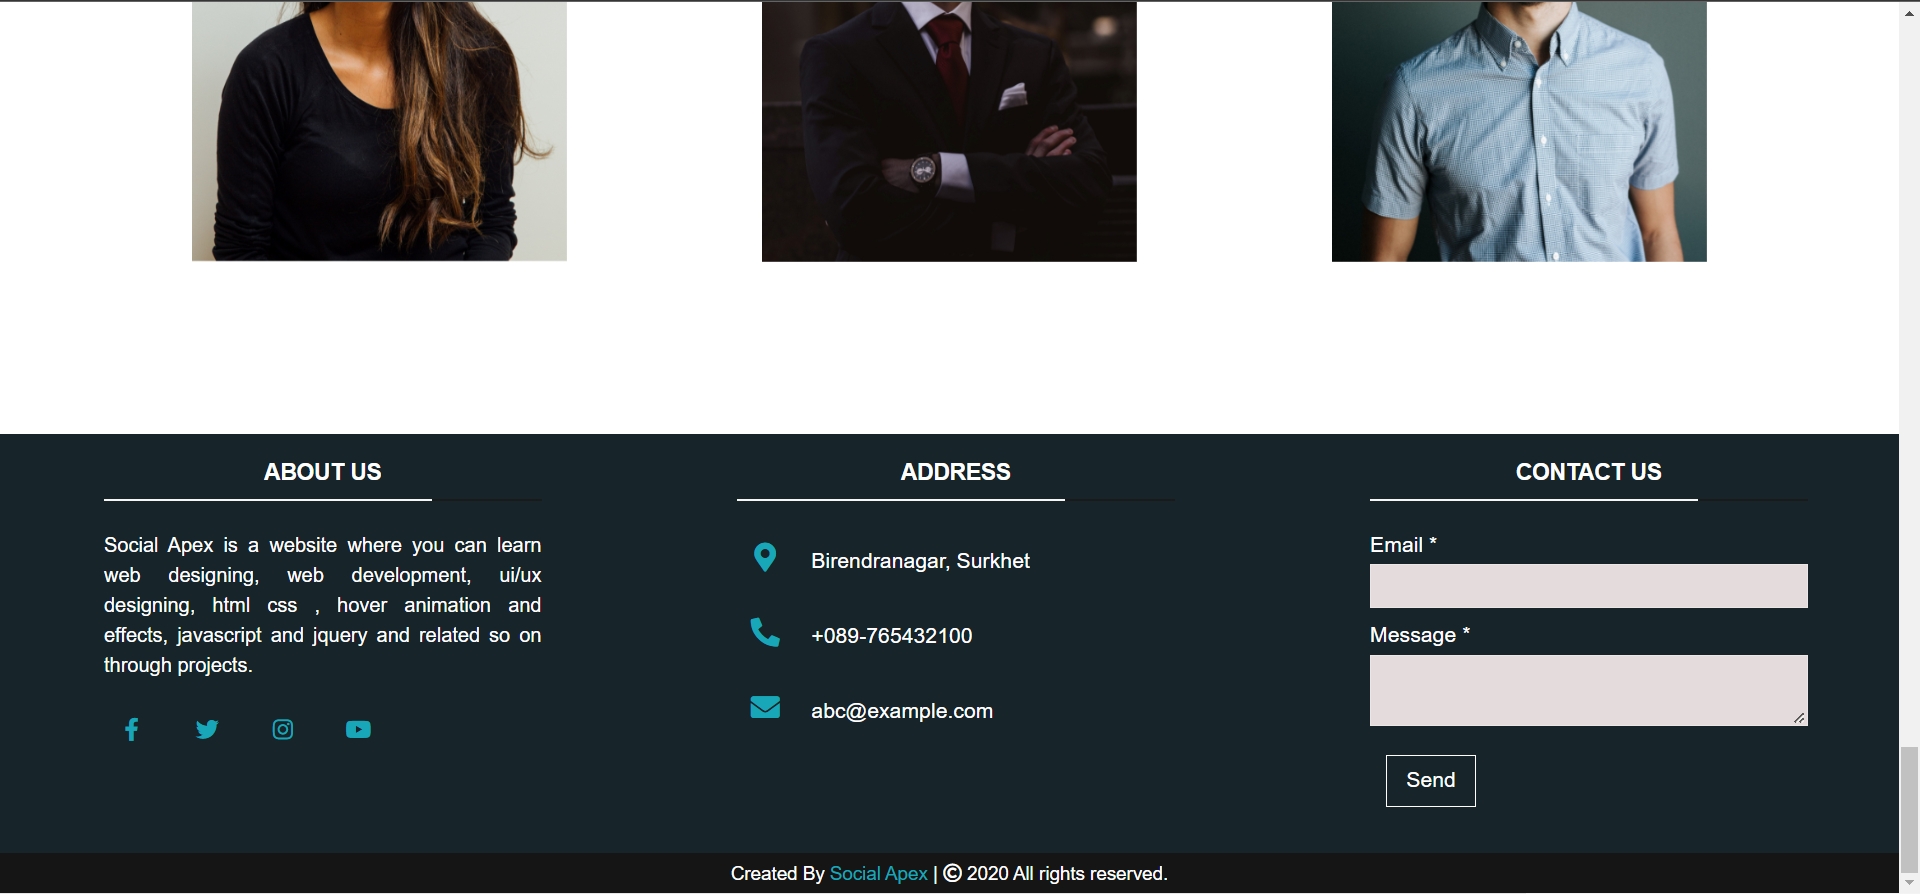 ABOUT US
Social Apex is a website where you can learn
web designing, web development, ui/ux
designing, html css , hover animation and
effects, javascript and jquery and related so on
through projects.
ADDRESS
Birendranagar, Surkhet
+089-765432100
abc@example.com
CONTACT US
Email *
Message *
Send
Created By Social Apex | © 2020 All rights reserved.